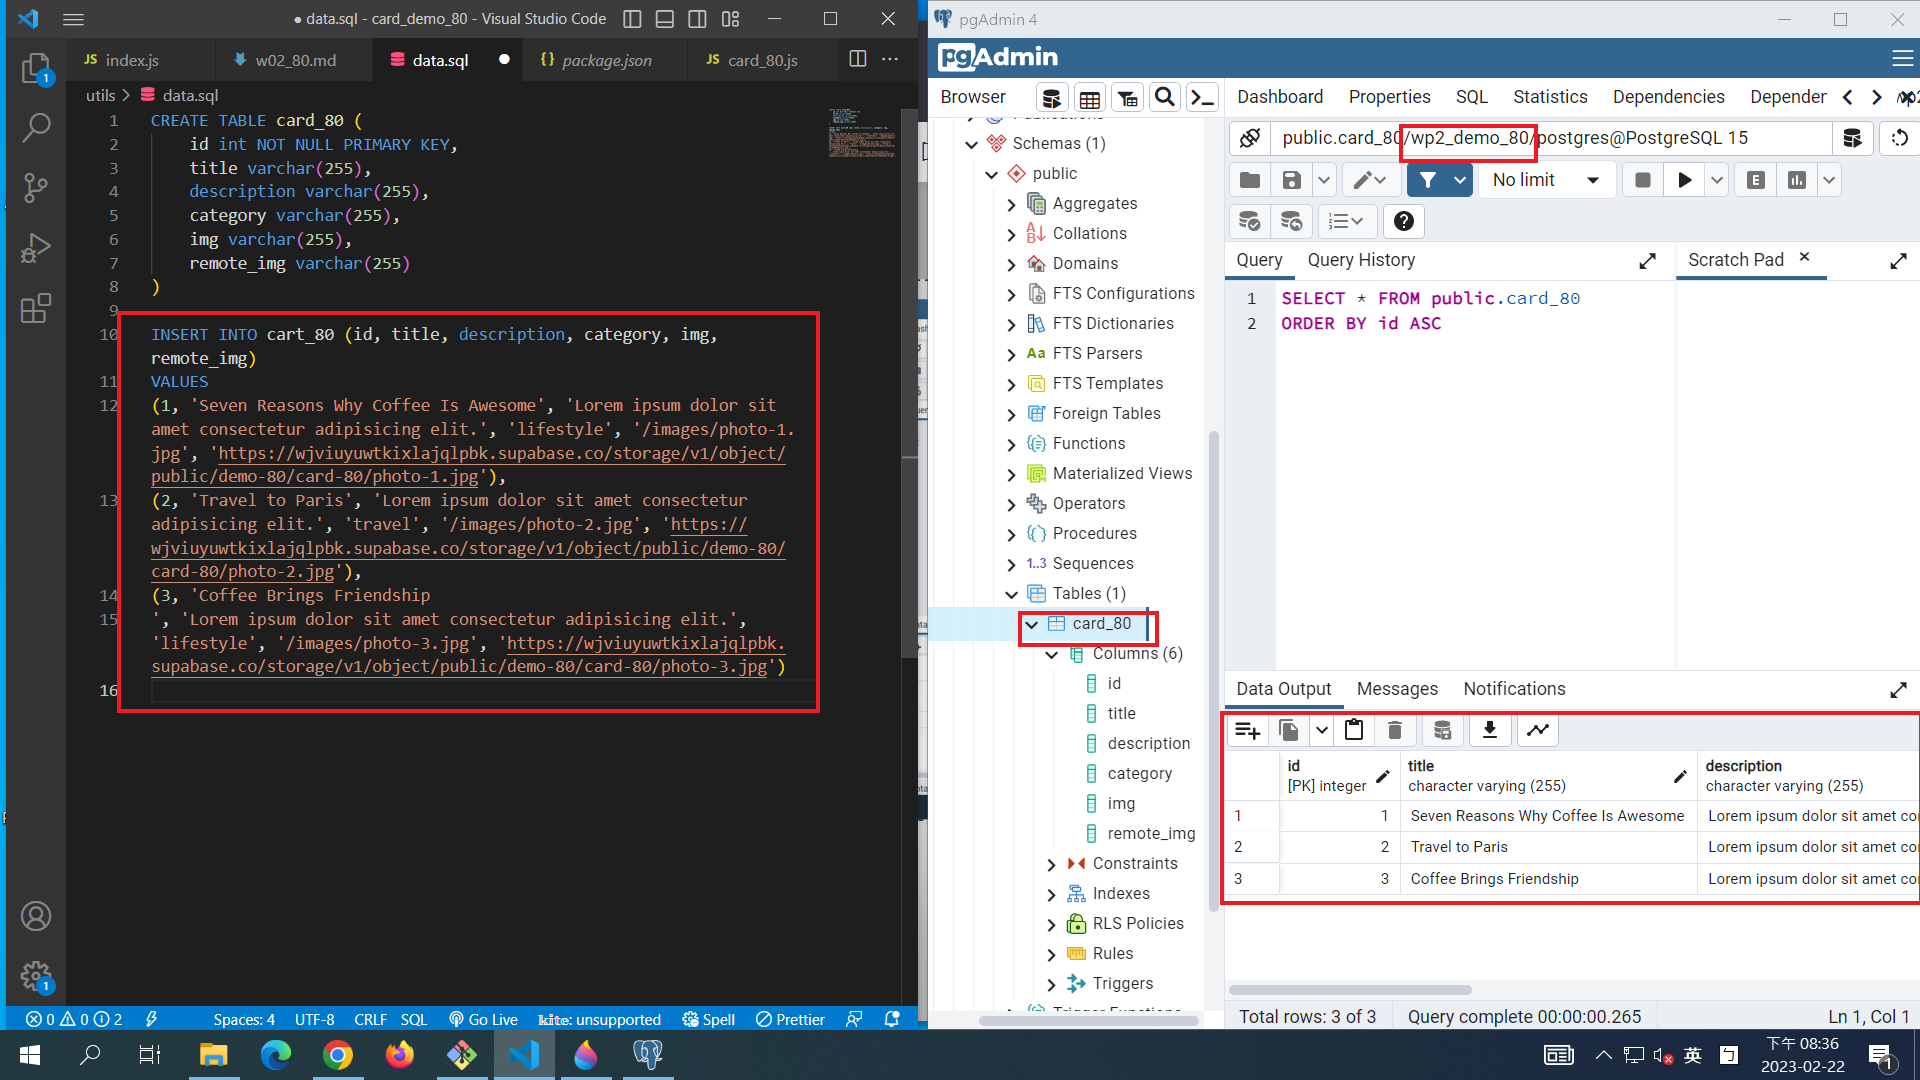 ● data.sql - card_demo_80 - Visual Studio Code
JS index.js
w02_80.md
data.sql
{} package.json
JS card_80.js
utils > data.sql
1 CREATE TABLE card_80 (
2 id int NOT NULL PRIMARY KEY,
3 title varchar(255),
4 description varchar(255),
5 category varchar(255),
6 img varchar(255),
7 remote_img varchar(255)
8 )
9
10 INSERT INTO cart_80 (id, title, description, category, img,
remote_img)
11 VALUES
12 (1, 'Seven Reasons Why Coffee Is Awesome', 'Lorem ipsum dolor sit
amet consectetur adipisicing elit.', 'lifestyle', '/images/photo-1.
jpg', 'https://wjviuyuwtkixlajqlpbk.supabase.co/storage/v1/object/
public/demo-80/card-80/photo-1.jpg'),
13 (2, 'Travel to Paris', 'Lorem ipsum dolor sit amet consectetur
adipisicing elit.', 'travel', '/images/photo-2.jpg', 'https://
wjviuyuwtkixlajqlpbk.supabase.co/storage/v1/object/public/demo-80/
card-80/photo-2.jpg'),
14 (3, 'Coffee Brings Friendship
15 ', 'Lorem ipsum dolor sit amet consectetur adipisicing elit.',
'lifestyle', '/images/photo-3.jpg', 'https://wjviuyuwtkixlajqlpbk.
supabase.co/storage/v1/object/public/demo-80/card-80/photo-3.jpg')
16
1
1
0 0 2 Spaces: 4 UTF-8 CRLF SQL Go Live kite: unsupported Spell Prettier
pgAdmin 4
pgAdmin
Browser
Dashboard Properties SQL Statistics Dependencies Depender
public.card_80/wp2_demo_80/postgres@PostgreSQL 15
No limit
E
Schemas (1)
public
Aggregates
Collations
Domains
FTS Configurations
FTS Dictionaries
Aa FTS Parsers
FTS Templates
Foreign Tables
Functions
Materialized Views
Operators
Procedures
1..3 Sequences
Tables (1)
card_80
Columns (6)
id
title
description
category
img
remote_img
Constraints
Indexes
RLS Policies
Rules
Triggers
Query Query History
Scratch Pad
1 SELECT * FROM public.card_80
2 ORDER BY id ASC
Data Output Messages Notifications
id
[PK] integer
title
character varying (255)
description
character varying (255)
1 1 Seven Reasons Why Coffee Is Awesome Lorem ipsum dolor sit amet co
2 2 Travel to Paris Lorem ipsum dolor sit amet co
3 3 Coffee Brings Friendship Lorem ipsum dolor sit amet co
Total rows: 3 of 3 Query complete 00:00:00.265 Ln 1, Col 1
英 ㄅ
下午 08:36
2023-02-22
1